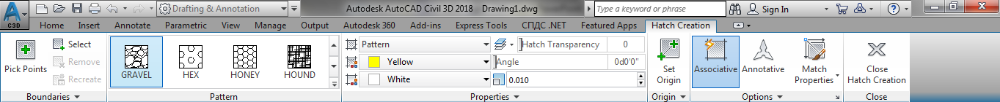 Drafting & Annotation Autodesk AutoCAD Civil 3D 2018 Drawing1.dwg Type a keyword or phrase Sign In
C3D Home Insert Annotate Parametric View Manage Output Autodesk 360 Add-ins Express Tools СПДС .NET Featured Apps Hatch Creation
Pick Points
Select
Remove
Recreate
Boundaries
GRAVEL HEX HONEY HOUND
Pattern
Pattern Hatch Transparency 0
Yellow Angle 0d0'0"
White 0.010
Properties
Set
Origin
Origin
Associative Annotative Match
Properties
Options
Close
Hatch Creation
Close